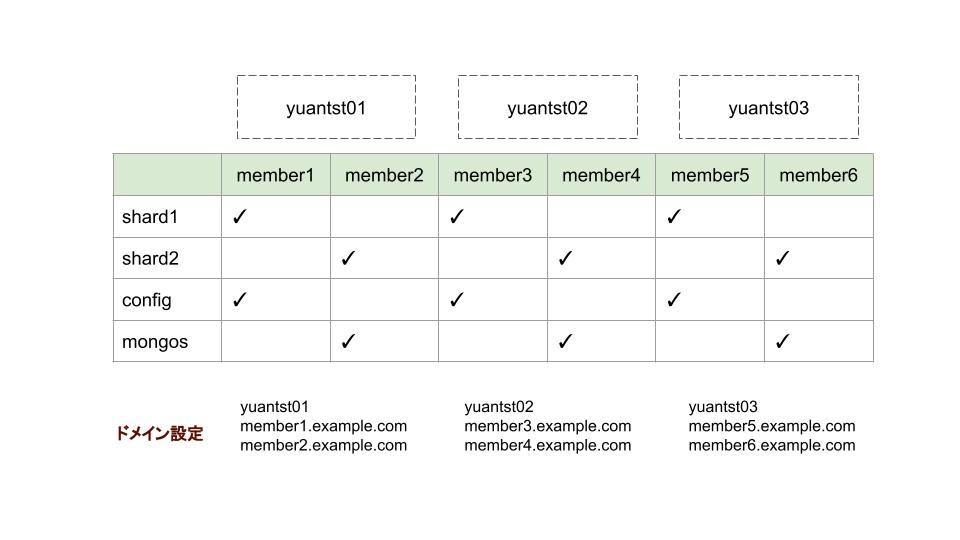 yuantst01 yuantst02 yuantst03
member1 member2 member3 member4 member5 member6
shard1 ✓ ✓ ✓
shard2 ✓ ✓ ✓
config ✓ ✓ ✓
mongos ✓ ✓ ✓
ドメイン設定
yuantst01
member1.example.com
member2.example.com
yuantst02
member3.example.com
member4.example.com
yuantst03
member5.example.com
member6.example.com